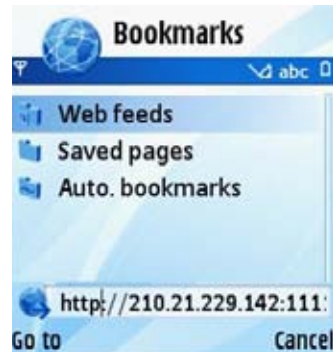 Bookmarks
abc
Web feeds
Saved pages
Auto. bookmarks
http://210.21.229.142:111:
Go to Cancel